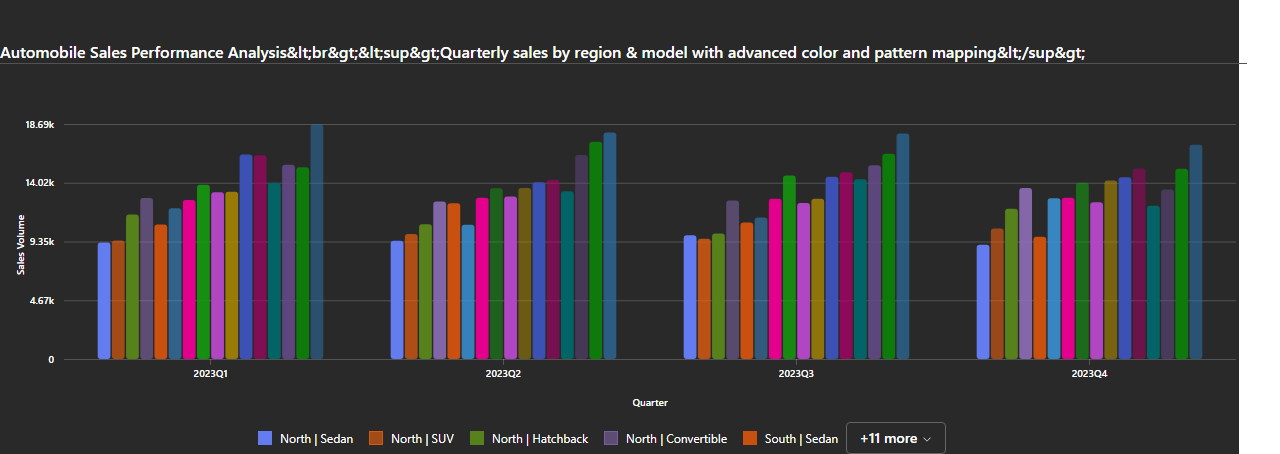 Automobile Sales Performance Analysis&lt;br&gt;&lt;sup&gt;Quarterly sales by region & model with advanced color and pattern mapping&lt;/sup&gt;
18.69k
14.02k
9.35k
4.67k
0
Sales Volume
2023Q1 2023Q2 2023Q3 2023Q4
Quarter
North | Sedan North | SUV North | Hatchback North | Convertible South | Sedan +11 more